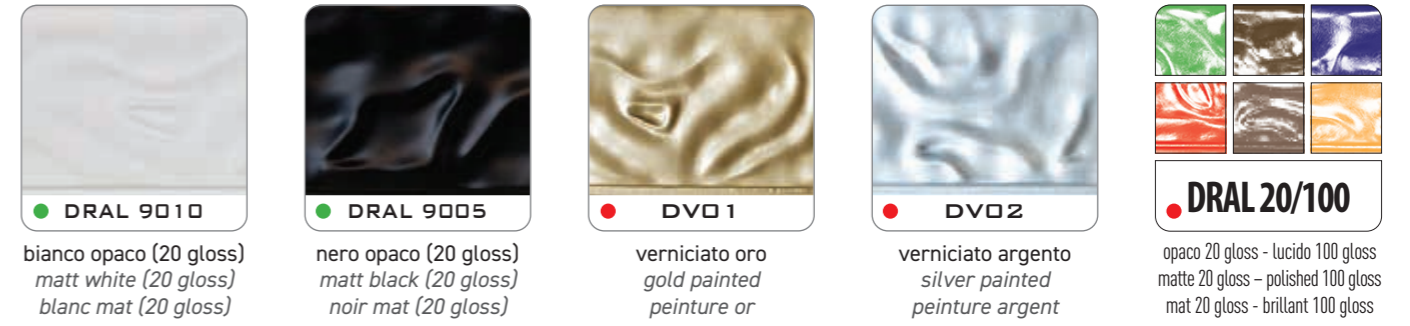 DRAL 9010
bianco opaco (20 gloss)
matt white (20 gloss)
blanc mat (20 gloss)
DRAL 9005
nero opaco (20 gloss)
matt black (20 gloss)
noir mat (20 gloss)
DV01
verniciato oro
gold painted
peinture or
DV02
verniciato argento
silver painted
peinture argent
DRAL 20/100
opaco 20 gloss - lucido 100 gloss
matte 20 gloss – polished 100 gloss
mat 20 gloss - brillant 100 gloss